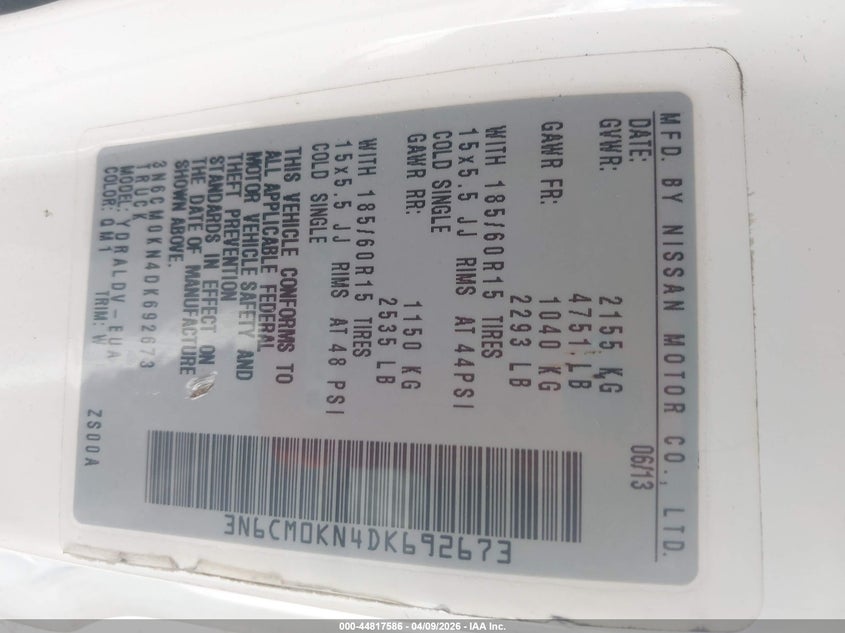 MFD. BY NISSAN MOTOR CO., LTD.
DATE: 06/13
GVWR: 2155 KG
4751 LB
GAWR FR: 1040 KG
2293 LB
WITH 185/60R15 TIRES
15x5.5 JJ RIMS AT 44PSI
COLD SINGLE
GAWR RR: 1150 KG
2535 LB
WITH 185/60R15 TIRES
15x5.5 JJ RIMS AT 48 PSI
COLD SINGLE
THIS VEHICLE CONFORMS TO
ALL APPLICABLE FEDERAL
MOTOR VEHICLE SAFETY AND
THEFT PREVENTION
STANDARDS IN EFFECT ON
THE DATE OF MANUFACTURE
SHOWN ABOVE.
3N6CM0KN4DK692673
TRUCK
MODEL: YQRALDV-EUA
COLOR: QM1 TRIM: W
ZS00A
3N6CM0KN4DK692673
000-44817586 - 04/09/2026 - IAA Inc.